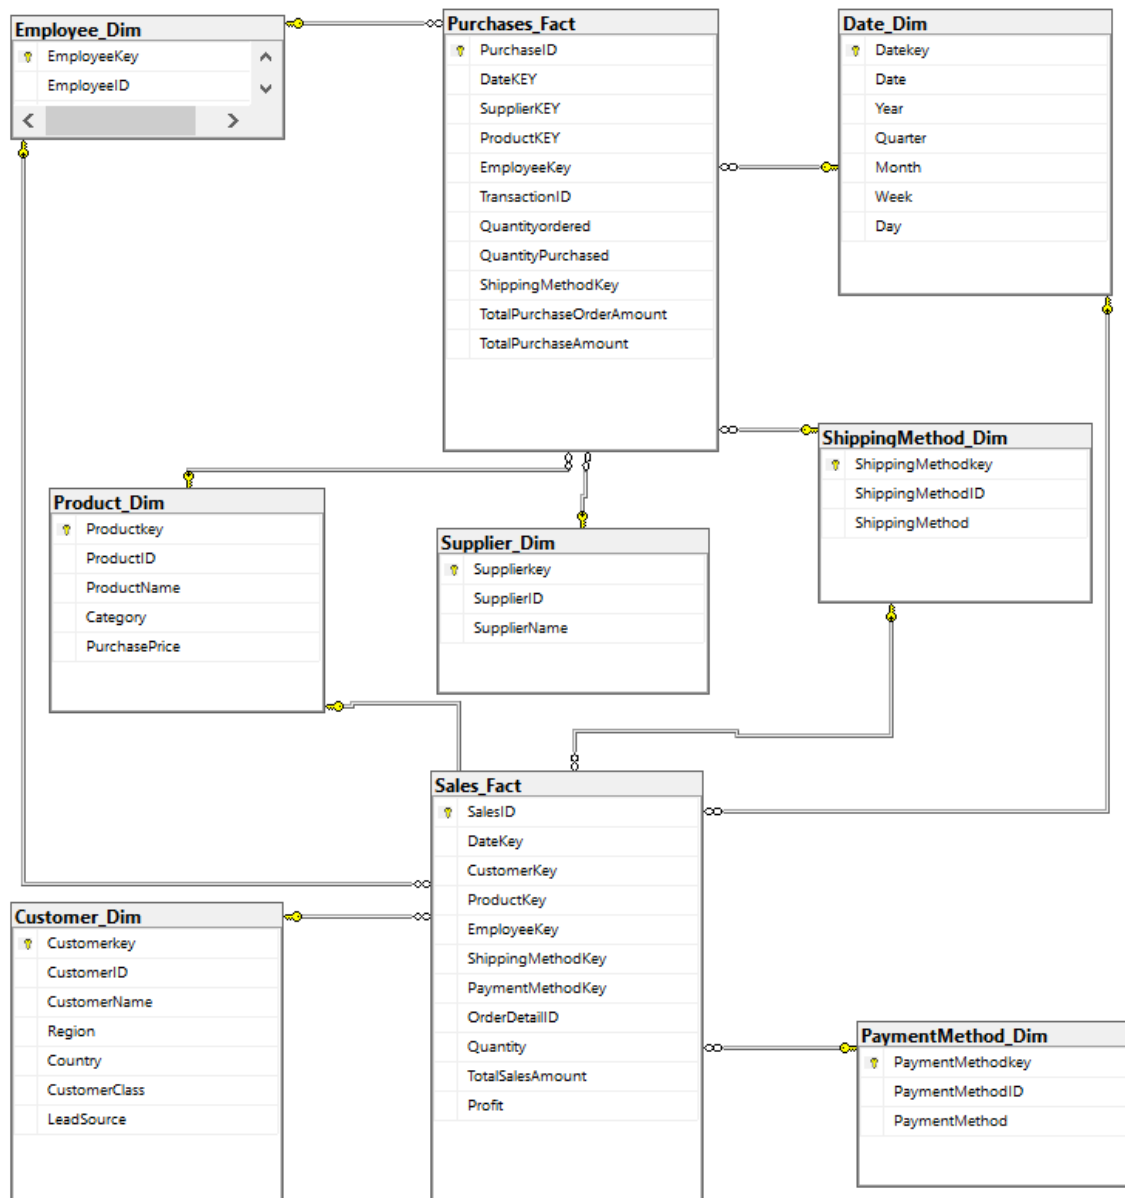 Employee_Dim
EmployeeKey
EmployeeID
Purchases_Fact
PurchaseID
DateKEY
SupplierKEY
ProductKEY
EmployeeKey
TransactionID
Quantityordered
QuantityPurchased
ShippingMethodKey
TotalPurchaseOrderAmount
TotalPurchaseAmount
Date_Dim
Datekey
Date
Year
Quarter
Month
Week
Day
ShippingMethod_Dim
ShippingMethodkey
ShippingMethodID
ShippingMethod
Product_Dim
Productkey
ProductID
ProductName
Category
PurchasePrice
Supplier_Dim
Supplierkey
SupplierID
SupplierName
Sales_Fact
SalesID
DateKey
CustomerKey
ProductKey
EmployeeKey
ShippingMethodKey
PaymentMethodKey
OrderDetailID
Quantity
TotalSalesAmount
Profit
Customer_Dim
Customerkey
CustomerID
CustomerName
Region
Country
CustomerClass
LeadSource
PaymentMethod_Dim
PaymentMethodkey
PaymentMethodID
PaymentMethod